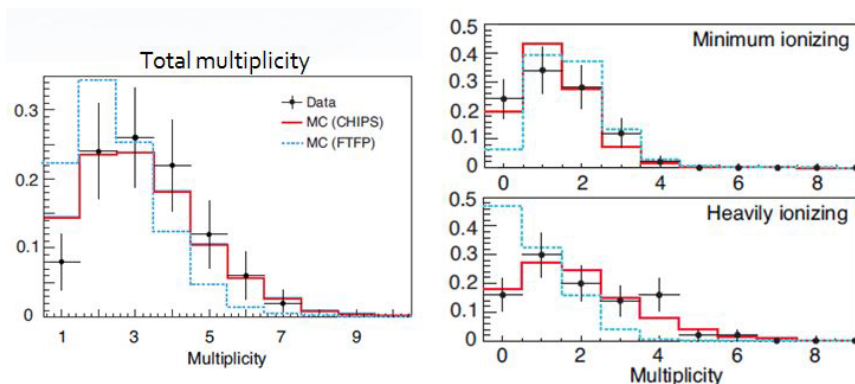 Total multiplicity
0.3
0.2
0.1
0
Data
MC (CHIPS)
MC (FTFP)
1 3 5 7 9
Multiplicity
Minimum ionizing
0.5
0.4
0.3
0.2
0.1
0
0 2 4 6 8
Heavily ionizing
0.5
0.4
0.3
0.2
0.1
0
0 2 4 6 8
Multiplicity